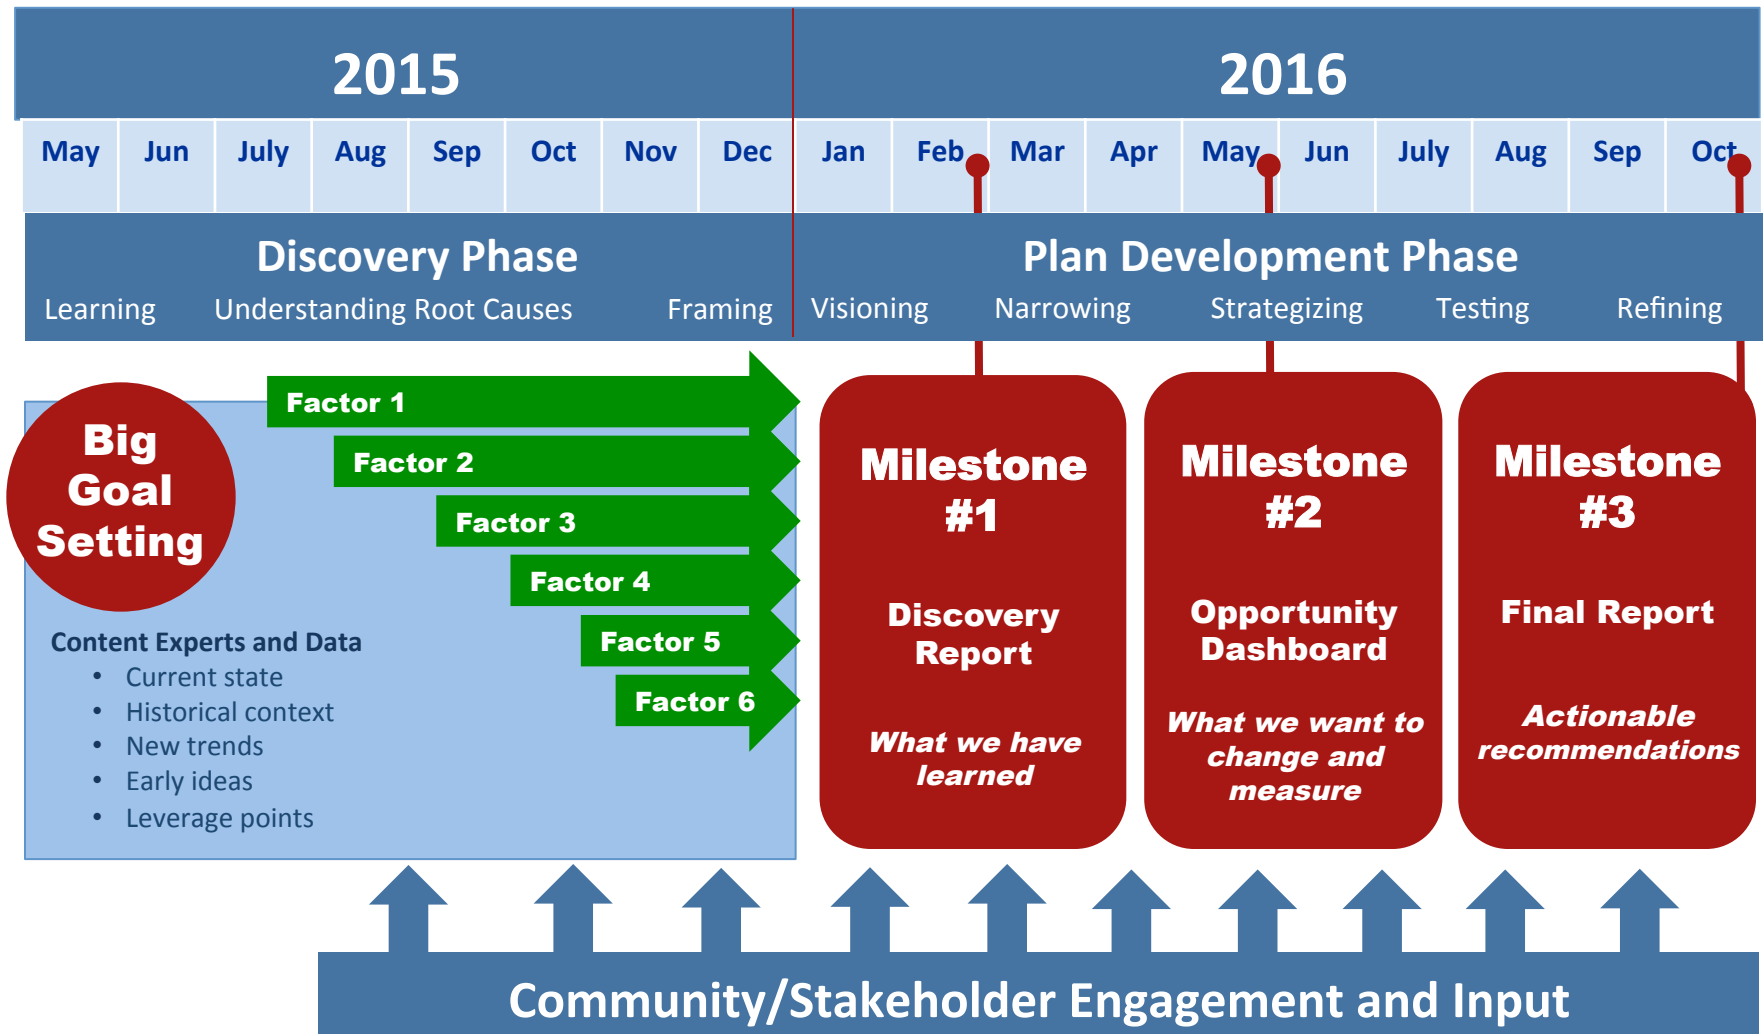 2015 2016
May Jun July Aug Sep Oct Nov Dec Jan Feb Mar Apr May Jun July Aug Sep Oct
Discovery Phase
Learning Understanding Root Causes Framing
Plan Development Phase
Visioning Narrowing Strategizing Testing Refining
Big
Goal
Setting
Factor 1
Factor 2
Factor 3
Factor 4
Factor 5
Factor 6
Content Experts and Data
• Current state
• Historical context
• New trends
• Early ideas
• Leverage points
Milestone
#1
Discovery
Report
What we have
learned
Milestone
#2
Opportunity
Dashboard
What we want to
change and
measure
Milestone
#3
Final Report
Actionable
recommendations
Community/Stakeholder Engagement and Input